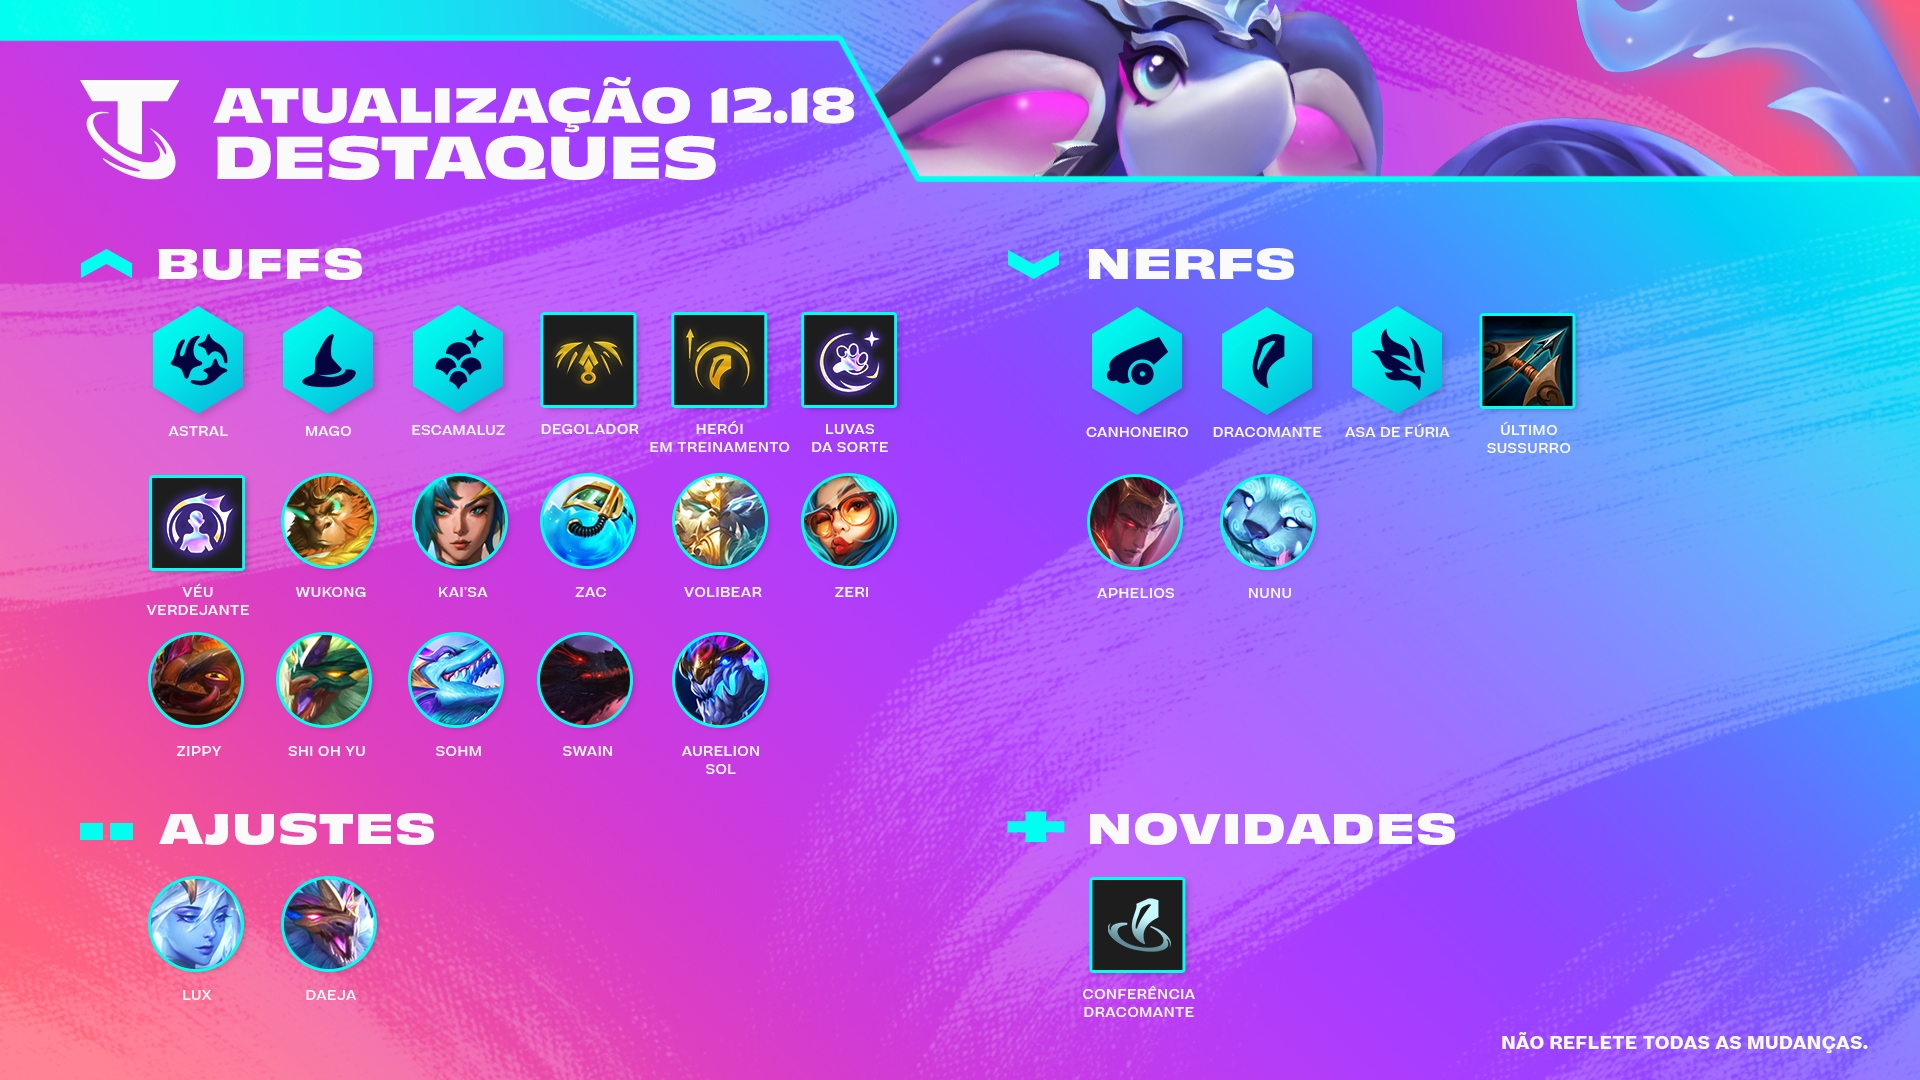 ATUALIZAÇÃO 12.18
DESTAQUES
BUFFS
ASTRAL
MAGO
ESCAMALUZ
DEGOLADOR
HERÓI
EM TREINAMENTO
LUVAS
DA SORTE
VÉU
VERDEJANTE
WUKONG
KAI'SA
ZAC
VOLIBEAR
ZERI
ZIPPY
SHI OH YU
SOHM
SWAIN
AURELION
SOL
NERFS
CANHONEIRO
DRACOMANTE
ASA DE FÚRIA
ÚLTIMO
SUSSURRO
APHELIOS
NUNU
AJUSTES
LUX
DAEJA
NOVIDADES
CONFERÊNCIA
DRACOMANTE
NÃO REFLETE TODAS AS MUDANÇAS.